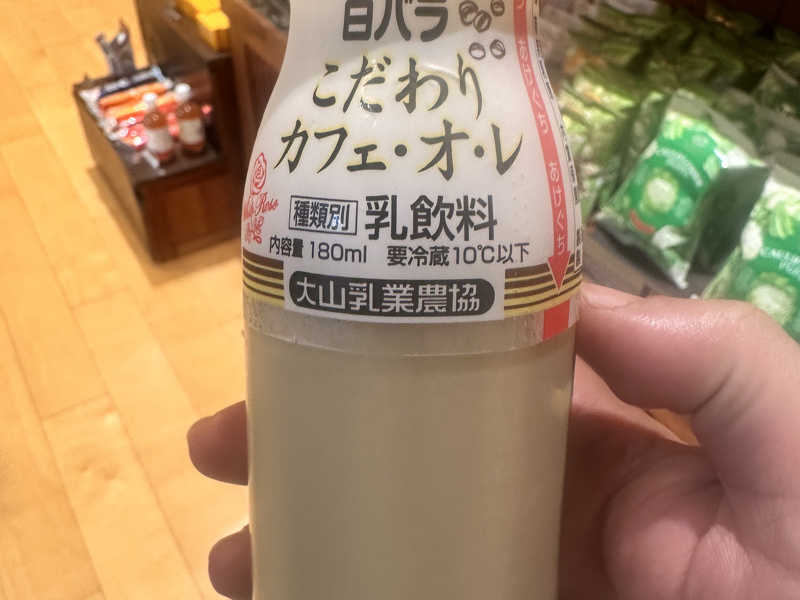 白バラ
こだわり
カフェ・オ・レ
種類別 乳飲料
内容量 180ml 要冷蔵10℃以下
大山乳業農協
あけぐち
あけぐち